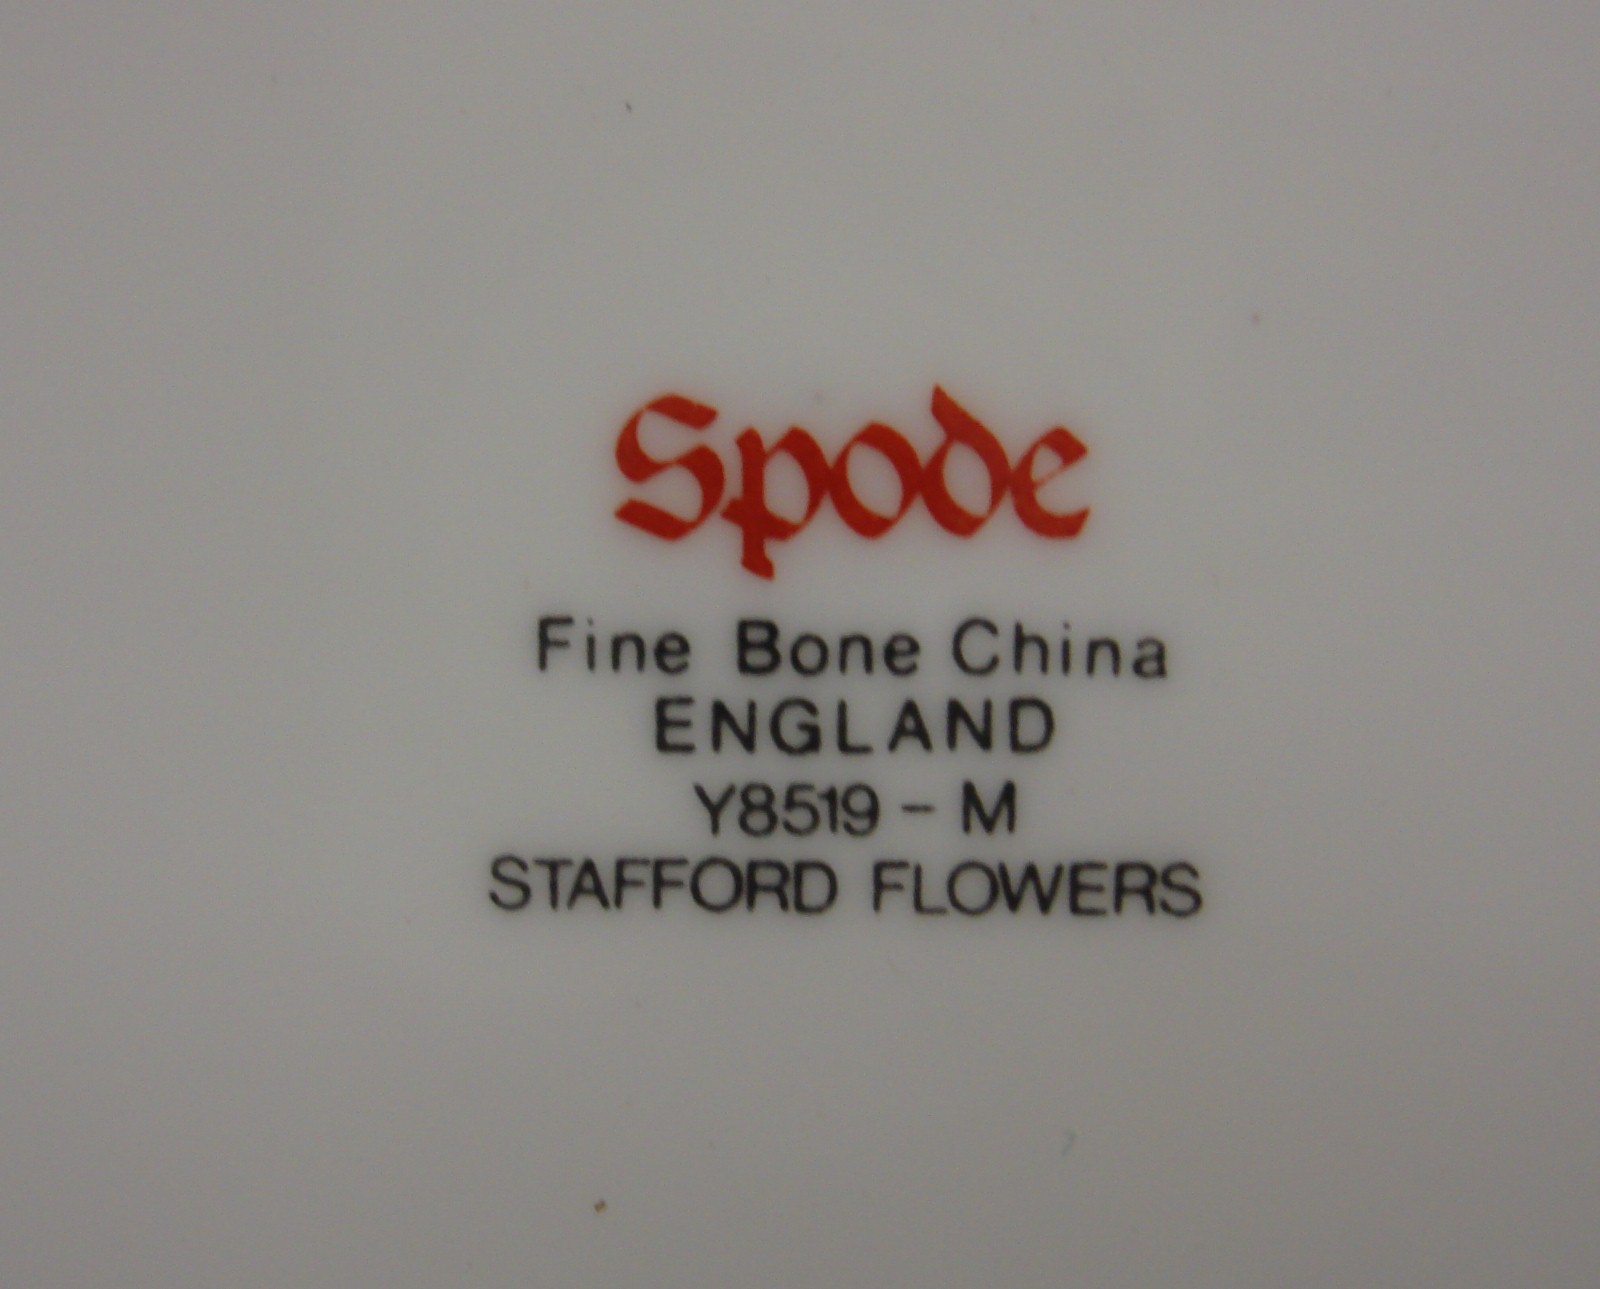 Spode
Fine Bone China
ENGLAND
Y8519 - M
STAFFORD FLOWERS